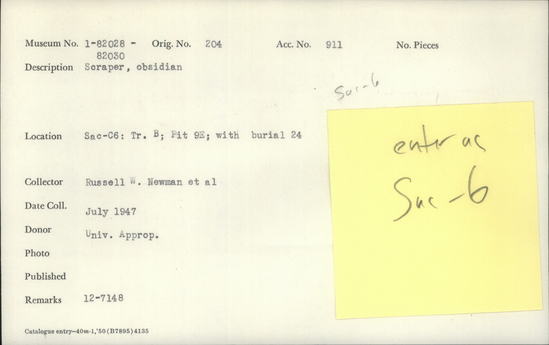 Museum No. 1-82028 - Orig. No. 204 Acc. No. 911 No. Pieces
82030
Description Scraper, obsidian
Sac-6
Location Sac-C6: Tr. B; Pit 9E; with burial 24
enter as
Sac-6
Collector Russell W. Newman et al
Date Coll. July 1947
Donor Univ. Approp.
Photo
Published
Remarks 12-7148
Catalogue entry—40m-1,'50 (B7895) 4135